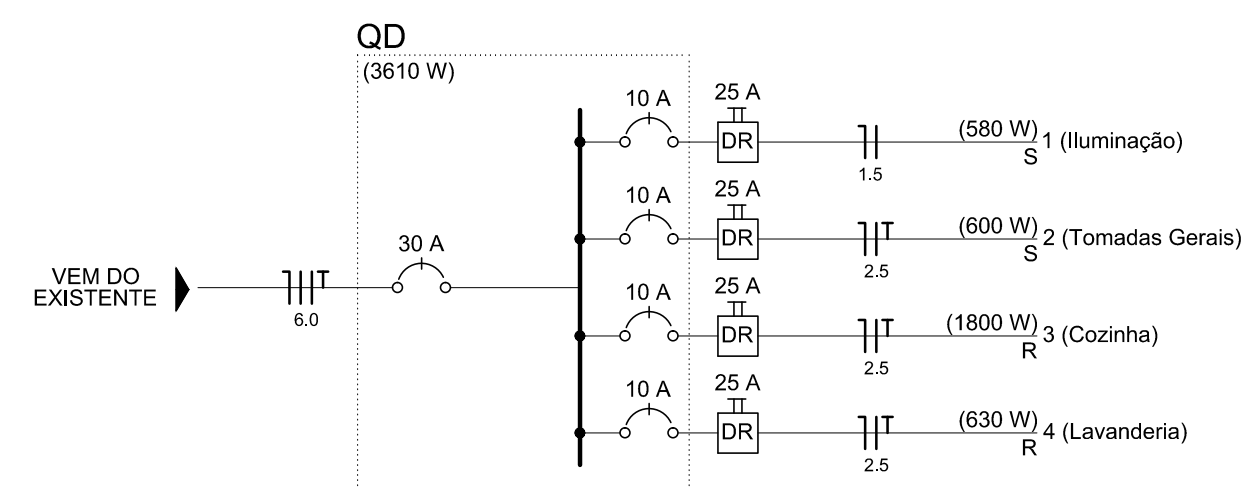 QD
(3610 W)
10 A
25 A
DR
1.5
(580 W)
S
1 (Iluminação)
10 A
25 A
DR
T
2.5
(600 W)
S
2 (Tomadas Gerais)
VEM DO
EXISTENTE
T
6.0
30 A
10 A
25 A
DR
T
2.5
(1800 W)
R
3 (Cozinha)
10 A
25 A
DR
T
2.5
(630 W)
R
4 (Lavanderia)